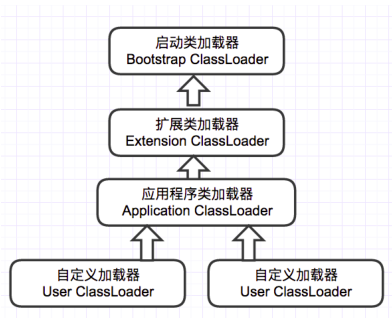 启动类加载器
Bootstrap ClassLoader
扩展类加载器
Extension ClassLoader
应用程序类加载器
Application ClassLoader
自定义加载器
User ClassLoader
自定义加载器
User ClassLoader